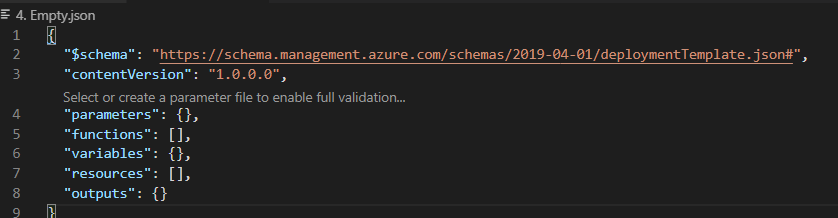 4. Empty.json
1 {
2 "$schema": "https://schema.management.azure.com/schemas/2019-04-01/deploymentTemplate.json#",
3 "contentVersion": "1.0.0.0",
Select or create a parameter file to enable full validation...
4 "parameters": {},
5 "functions": [],
6 "variables": {},
7 "resources": [],
8 "outputs": {}
9 }